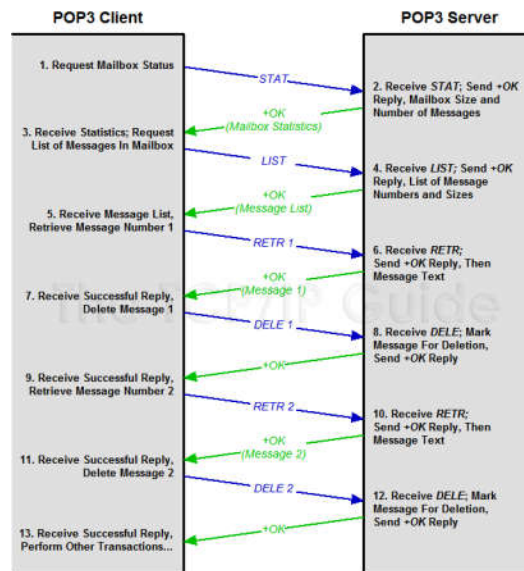 POP3 Client
POP3 Server
1. Request Mailbox Status
STAT
2. Receive STAT; Send +OK
Reply, Mailbox Size and
Number of Messages
+OK
(Mailbox Statistics)
3. Receive Statistics; Request
List of Messages In Mailbox
LIST
4. Receive LIST; Send +OK
Reply, List of Message
Numbers and Sizes
+OK
(Message List)
5. Receive Message List,
Retrieve Message Number 1
RETR 1
6. Receive RETR;
Send +OK Reply, Then
Message Text
+OK
(Message 1)
The TCP/IP Guide
7. Receive Successful Reply,
Delete Message 1
DELE 1
8. Receive DELE; Mark
Message For Deletion,
Send +OK Reply
+OK
9. Receive Successful Reply,
Retrieve Message Number 2
RETR 2
10. Receive RETR;
Send +OK Reply, Then
Message Text
+OK
(Message 2)
11. Receive Successful Reply,
Delete Message 2
DELE 2
12. Receive DELE; Mark
Message For Deletion,
Send +OK Reply
+OK
13. Receive Successful Reply,
Perform Other Transactions...